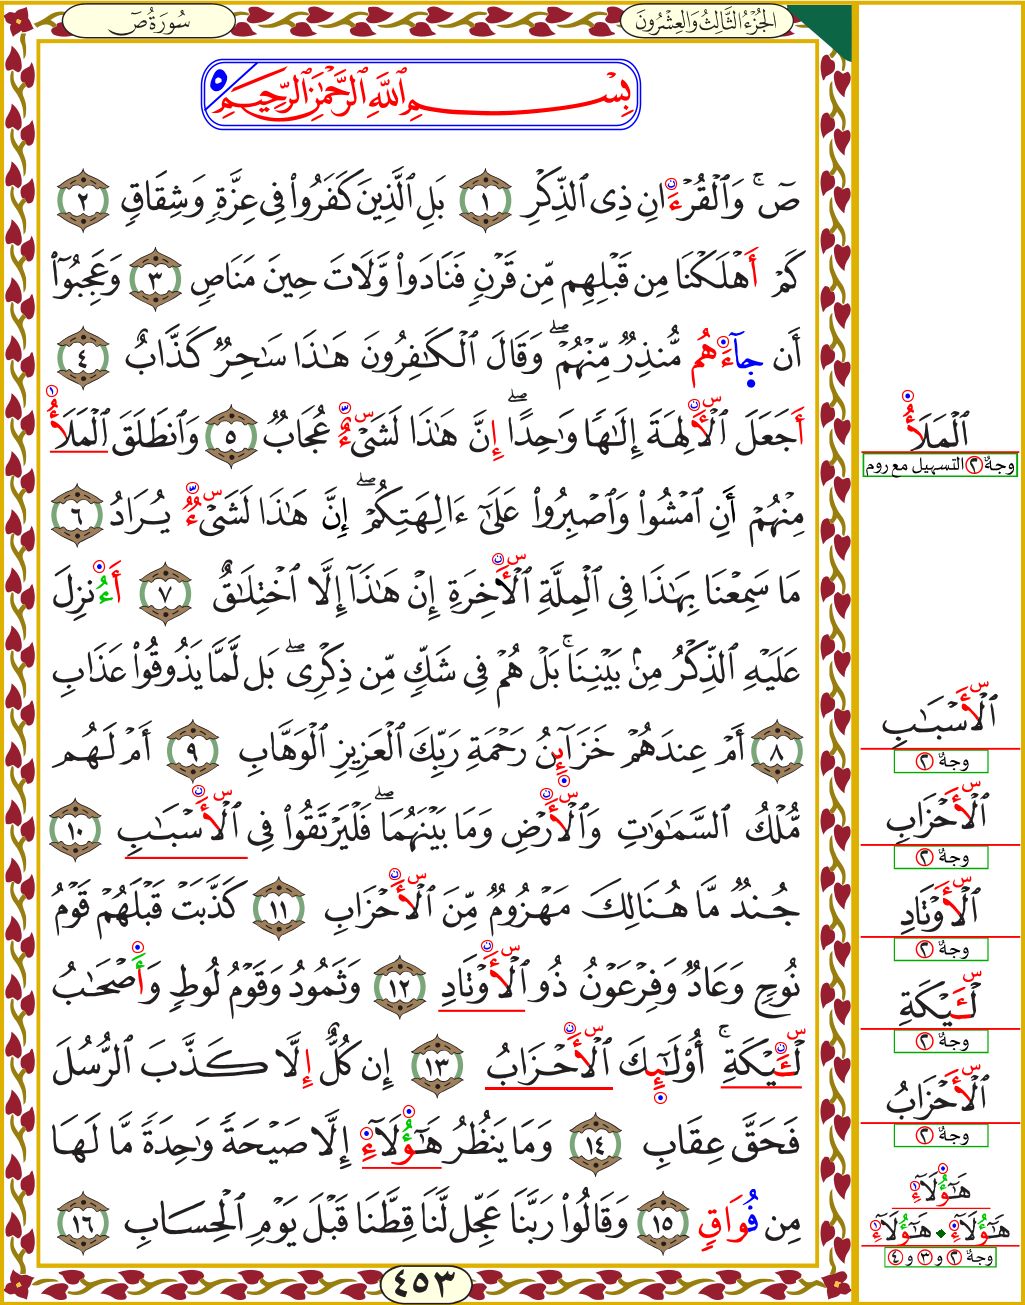 سُورَةُ صٓ
الجُزْءُ الثَّالِثُ وَالعِشْرُونَ
بِسْمِ ٱللَّهِ ٱلرَّحْمَٰنِ ٱلرَّحِيمِ ٥
صٓۚ وَٱلْقُرْءَانِ ذِى ٱلذِّكْرِ ١ بَلِ ٱلَّذِينَ كَفَرُوا۟ فِى عِزَّةٍۢ وَشِقَاقٍۢ ٢
كَمْ أَهْلَكْنَا مِن قَبْلِهِم مِّن قَرْنٍۢ فَنَادَوا۟ وَّلَاتَ حِينَ مَنَاصٍۢ ٣ وَعَجِبُوٓا۟
أَن جَآءَهُم مُّنذِرٌۭ مِّنْهُمْۖ وَقَالَ ٱلْكَٰفِرُونَ هَٰذَا سَٰحِرٌۭ كَذَّابٌ ٤
أَجَعَلَ ٱلْأَلِهَةَ إِلَٰهًۭا وَٰحِدًاۖ إِنَّ هَٰذَا لَشَىْءٌ عُجَابٌۭ ٥ وَٱنطَلَقَ ٱلْمَلَأُ
مِنْهُمْ أَنِ ٱمْشُوا۟ وَٱصْبِرُوا۟ عَلَىٰٓ ءَالِهَتِكُمْۖ إِنَّ هَٰذَا لَشَىْءٌۭ يُرَادُ ٦
مَا سَمِعْنَا بِهَٰذَا فِى ٱلْمِلَّةِ ٱلْأَخِرَةِ إِنْ هَٰذَآ إِلَّا ٱخْتِلَٰقٌ ٧ أَءُنزِلَ
عَلَيْهِ ٱلذِّكْرُ مِنۢ بَيْنِنَاۚ بَلْ هُمْ فِى شَكٍّۢ مِّن ذِكْرِىۖ بَل لَّمَّا يَذُوقُوا۟ عَذَابِ
٨ أَمْ عِندَهُمْ خَزَآئِنُ رَحْمَةِ رَبِّكَ ٱلْعَزِيزِ ٱلْوَهَّابِ ٩ أَمْ لَهُم
مُّلْكُ ٱلسَّمَٰوَٰتِ وَٱلْأَرْضِ وَمَا بَيْنَهُمَاۖ فَلْيَرْتَقُوا۟ فِى ٱلْأَسْبَٰبِ ١٠
جُندٌۭ مَّا هُنَالِكَ مَهْزُومٌۭ مِّنَ ٱلْأَحْزَابِ ١١ كَذَّبَتْ قَبْلَهُمْ قَوْمُ
نُوحٍۢ وَعَادٌۭ وَفِرْعَوْنُ ذُو ٱلْأَوْتَادِ ١٢ وَثَمُودُ وَقَوْمُ لُوطٍۢ وَأَصْحَٰبُ
لْـَٔيْكَةِۚ أُو۟لَٰٓئِكَ ٱلْأَحْزَابُ ١٣ إِن كُلٌّ إِلَّا كَذَّبَ ٱلرُّسُلَ
فَحَقَّ عِقَابِ ١٤ وَمَا يَنظُرُ هَٰٓؤُلَآءِ إِلَّا صَيْحَةًۭ وَٰحِدَةًۭ مَّا لَهَا
مِن فُوَاقٍۢ ١٥ وَقَالُوا۟ رَبَّنَا عَجِّل لَّنَا قِطَّنَا قَبْلَ يَوْمِ ٱلْحِسَابِ ١٦
٤٥٣
ٱلْمَلَأُ
وجهٌ ٢ التسهيل مع روم
ٱلْأَسْبَٰبِ
وجهٌ ٢
ٱلْأَحْزَابِ
وجهٌ ٢
ٱلْأَوْتَادِ
وجهٌ ٢
لْـَٔيْكَةِ
وجهٌ ٢
ٱلْأَحْزَابُ
وجهٌ ٢
هَٰٓؤُلَآءِ
هَٰٓؤُلَآءِ ◆ هَٰٓؤُلَآءِ
وجهٌ ٢ و ٣ و ٤